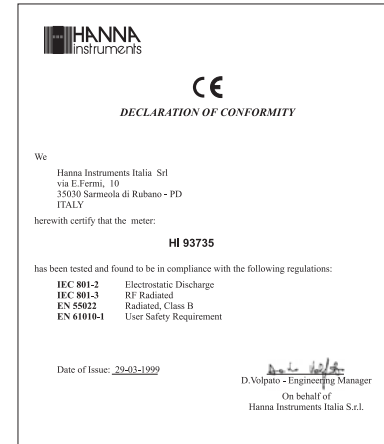 HANNA
instruments
CE
DECLARATION OF CONFORMITY
We
Hanna Instruments Italia Srl
via E.Fermi, 10
35030 Sarmeola di Rubano - PD
ITALY
herewith certify that the meter:
HI 93735
has been tested and found to be in compliance with the following regulations:
IEC 801-2 Electrostatic Discharge
IEC 801-3 RF Radiated
EN 55022 Radiated, Class B
EN 61010-1 User Safety Requirement
Date of Issue: 29-03-1999
D.Volpato - Engineering Manager
On behalf of
Hanna Instruments Italia S.r.l.